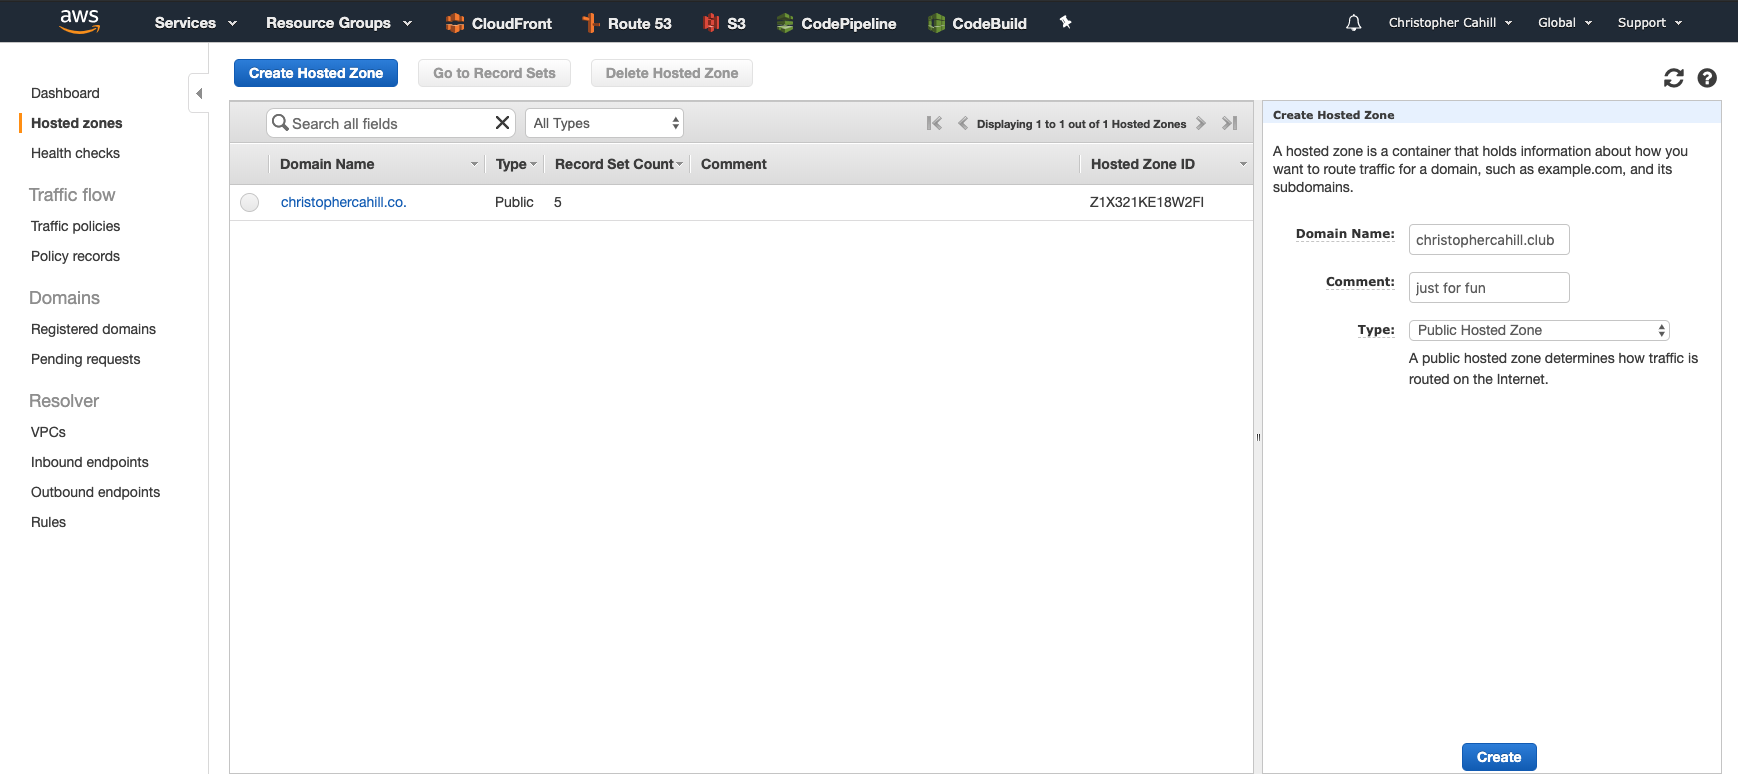 aws Services Resource Groups CloudFront Route 53 S3 CodePipeline CodeBuild Christopher Cahill Global Support
Dashboard
Hosted zones
Health checks
Traffic flow
Traffic policies
Policy records
Domains
Registered domains
Pending requests
Resolver
VPCs
Inbound endpoints
Outbound endpoints
Rules
Create Hosted Zone Go to Record Sets Delete Hosted Zone
Search all fields All Types Displaying 1 to 1 out of 1 Hosted Zones
Domain Name Type Record Set Count Comment Hosted Zone ID
christophercahill.co. Public 5 Z1X321KE18W2FI
Create Hosted Zone
A hosted zone is a container that holds information about how you
want to route traffic for a domain, such as example.com, and its
subdomains.
Domain Name: christophercahill.club
Comment: just for fun
Type: Public Hosted Zone
A public hosted zone determines how traffic is
routed on the Internet.
Create